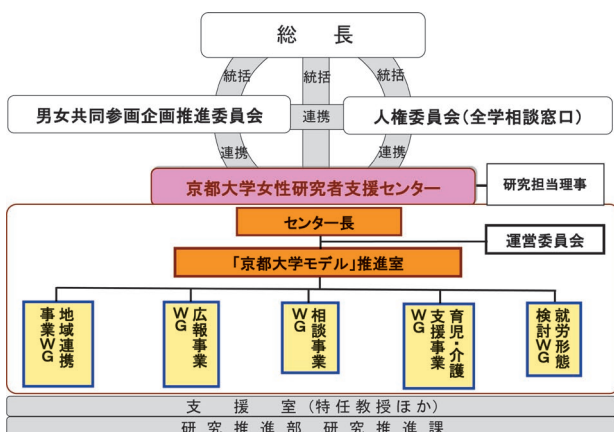 総長
統括 統括 統括
男女共同参画企画推進委員会 連携 人権委員会(全学相談窓口)
連携 連携
京都大学女性研究者支援センター 研究担当理事
センター長
運営委員会
「京都大学モデル」推進室
地域連携
事業WG
広報事業
WG
相談事業
WG
育児・介護
支援事業
WG
就労形態
検討WG
支援室(特任教授ほか)
研究推進部 研究推進課